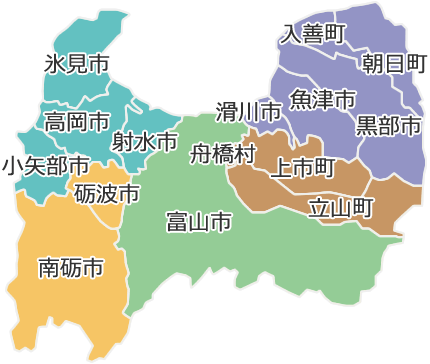 入善町
氷見市
朝日町
魚津市
滑川市
高岡市
黒部市
射水市
舟橋村
小矢部市
上市町
砺波市
立山町
富山市
南砺市